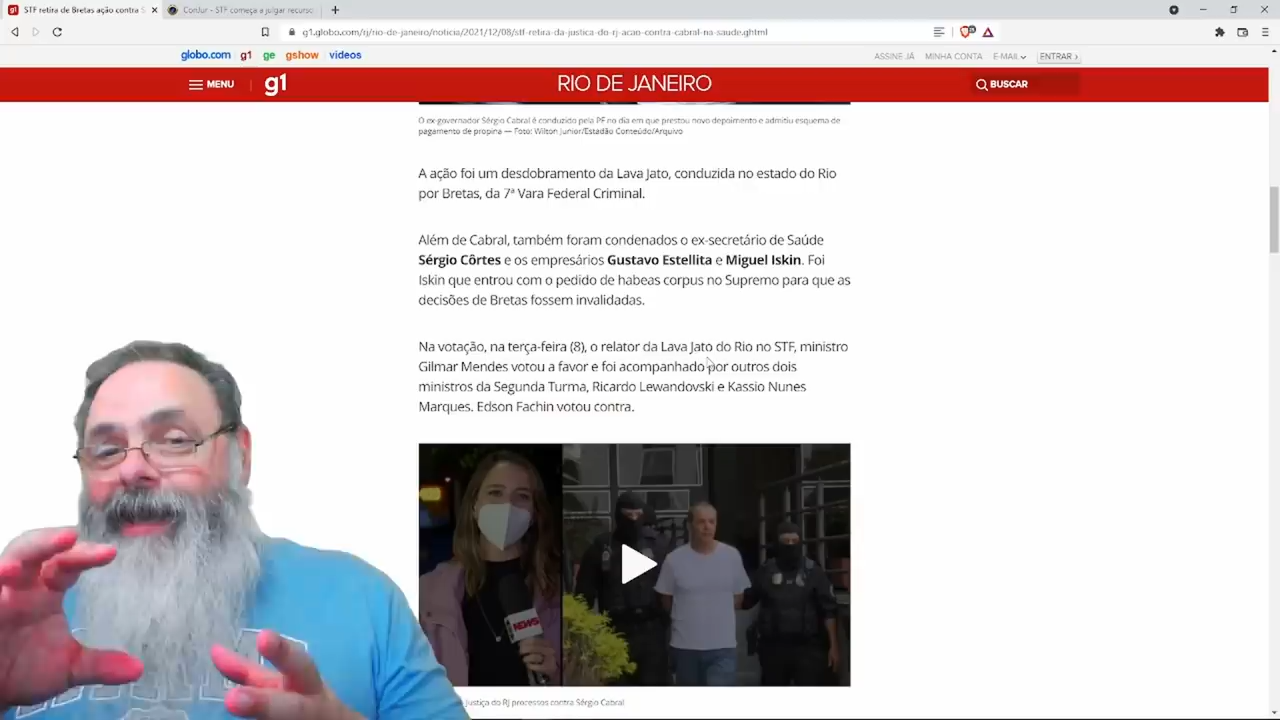 STF retira de Bretas ação contra S
ConJur - STF começa a julgar recurso
g1.globo.com/rj/rio-de-janeiro/noticia/2021/12/08/stf-retira-da-justica-do-rj-acao-contra-cabral-na-saude.ghtml
globo.com g1 ge gshow videos
ASSINE JÁ MINHA CONTA E-MAIL ENTRAR ›
MENU g1 RIO DE JANEIRO BUSCAR
O ex-governador Sérgio Cabral é conduzido pela PF no dia em que prestou novo depoimento e admitiu esquema de
pagamento de propina — Foto: Wilton Junior/Estadão Conteúdo/Arquivo
A ação foi um desdobramento da Lava Jato, conduzida no estado do Rio
por Bretas, da 7ª Vara Federal Criminal.
Além de Cabral, também foram condenados o ex-secretário de Saúde
Sérgio Côrtes e os empresários Gustavo Estellita e Miguel Iskin. Foi
Iskin que entrou com o pedido de habeas corpus no Supremo para que as
decisões de Bretas fossem invalidadas.
Na votação, na terça-feira (8), o relator da Lava Jato do Rio no STF, ministro
Gilmar Mendes votou a favor e foi acompanhado por outros dois
ministros da Segunda Turma, Ricardo Lewandovski e Kassio Nunes
Marques. Edson Fachin votou contra.
NEWS
Justiça do RJ processos contra Sérgio Cabral